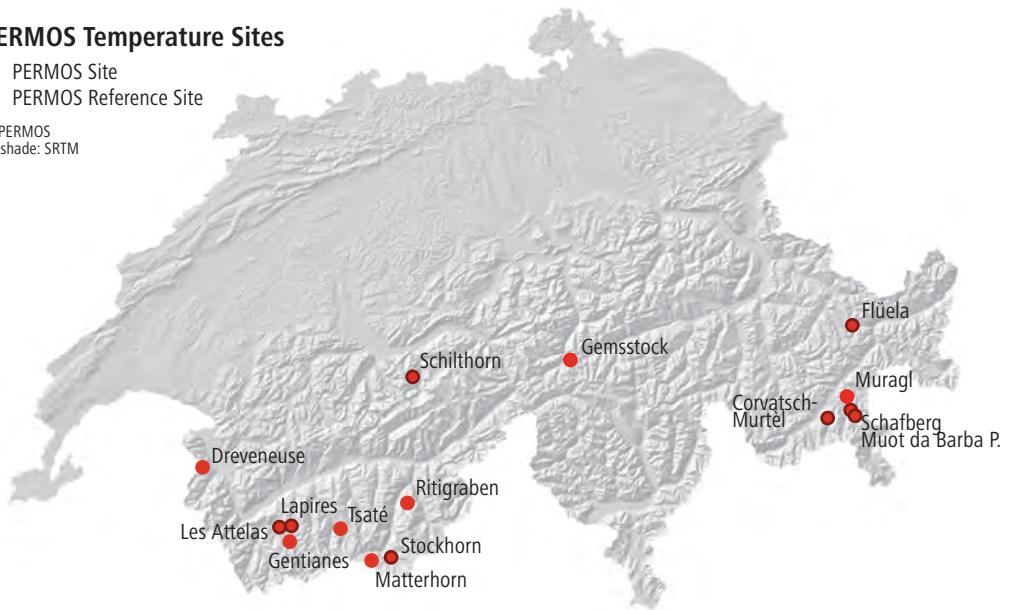 ERMOS Temperature Sites
PERMOS Site
PERMOS Reference Site
PERMOS
shade: SRTM
Flüela
Schilthorn
Gemsstock
Muragl
Corvatsch-
Murtèl
Schafberg
Muot da Barba P.
Dreveneuse
Ritigraben
Lapires
Tsaté
Les Attelas
Stockhorn
Gentianes
Matterhorn